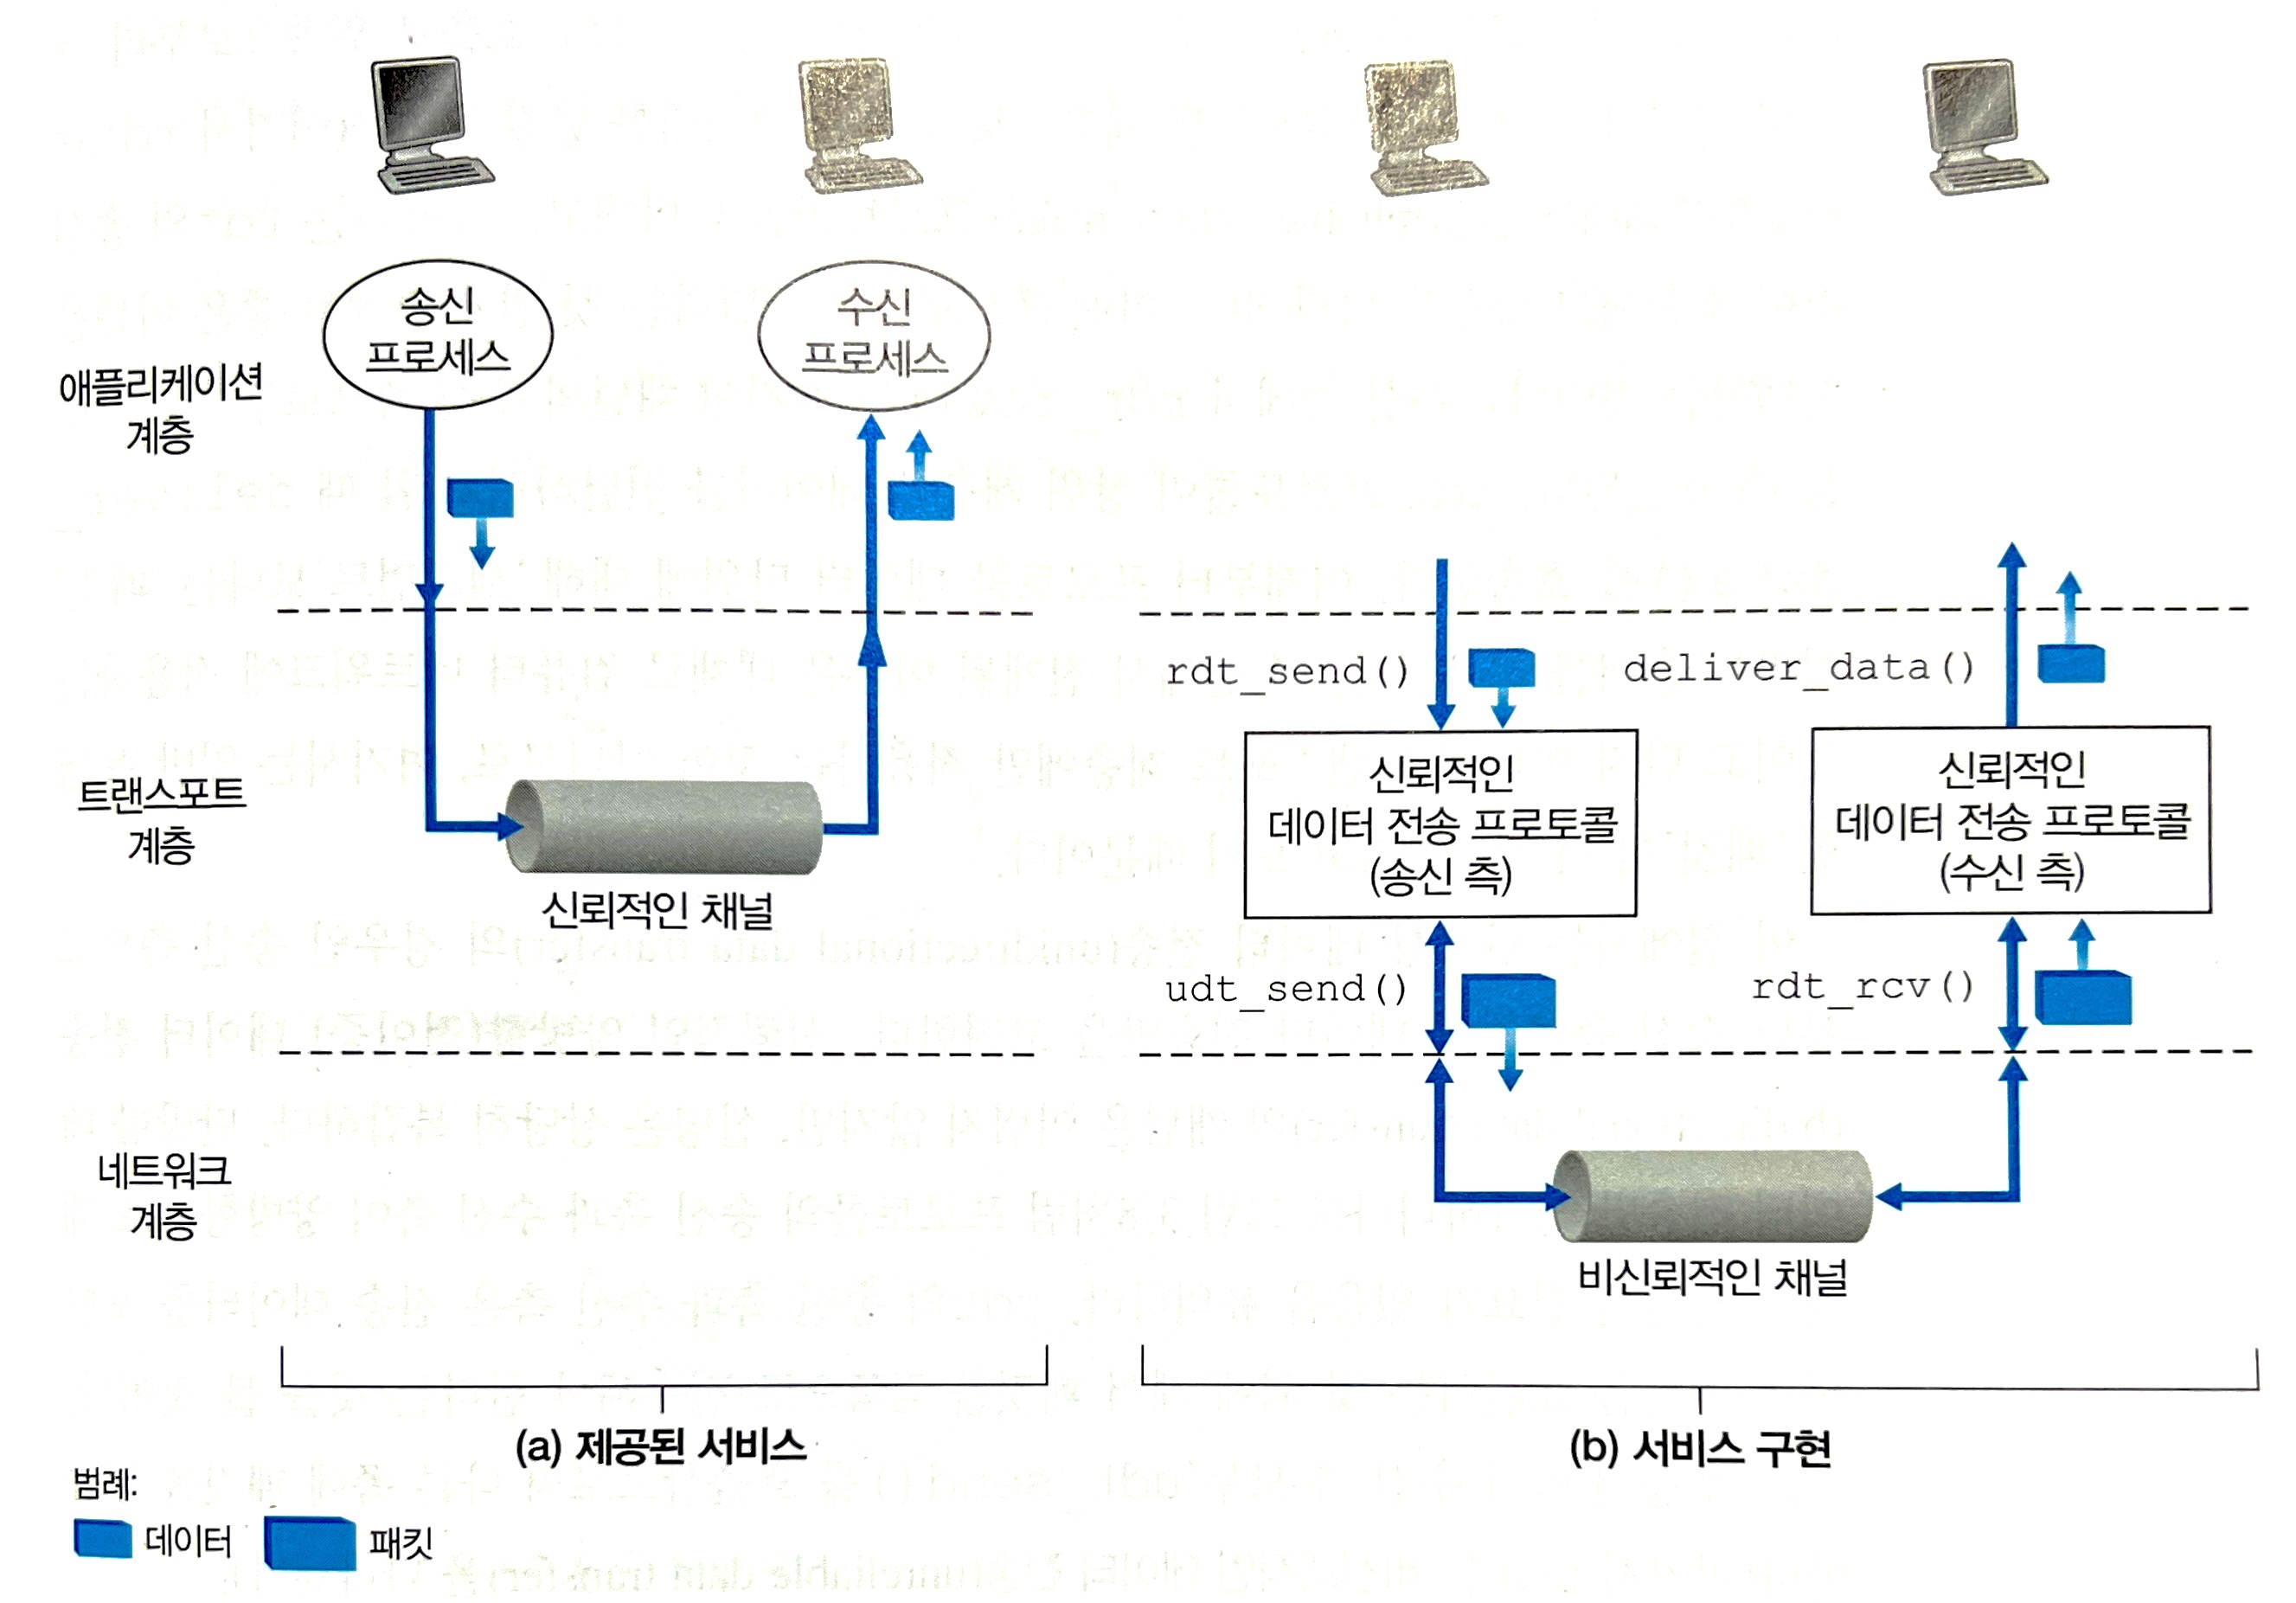 송신
프로세스
수신
프로세스
애플리케이션
계층
rdt_send()
deliver_data()
트랜스포트
계층
신뢰적인 채널
신뢰적인
데이터 전송 프로토콜
(송신 측)
신뢰적인
데이터 전송 프로토콜
(수신 측)
udt_send()
rdt_rcv()
네트워크
계층
비신뢰적인 채널
(a) 제공된 서비스
(b) 서비스 구현
범례:
데이터
패킷